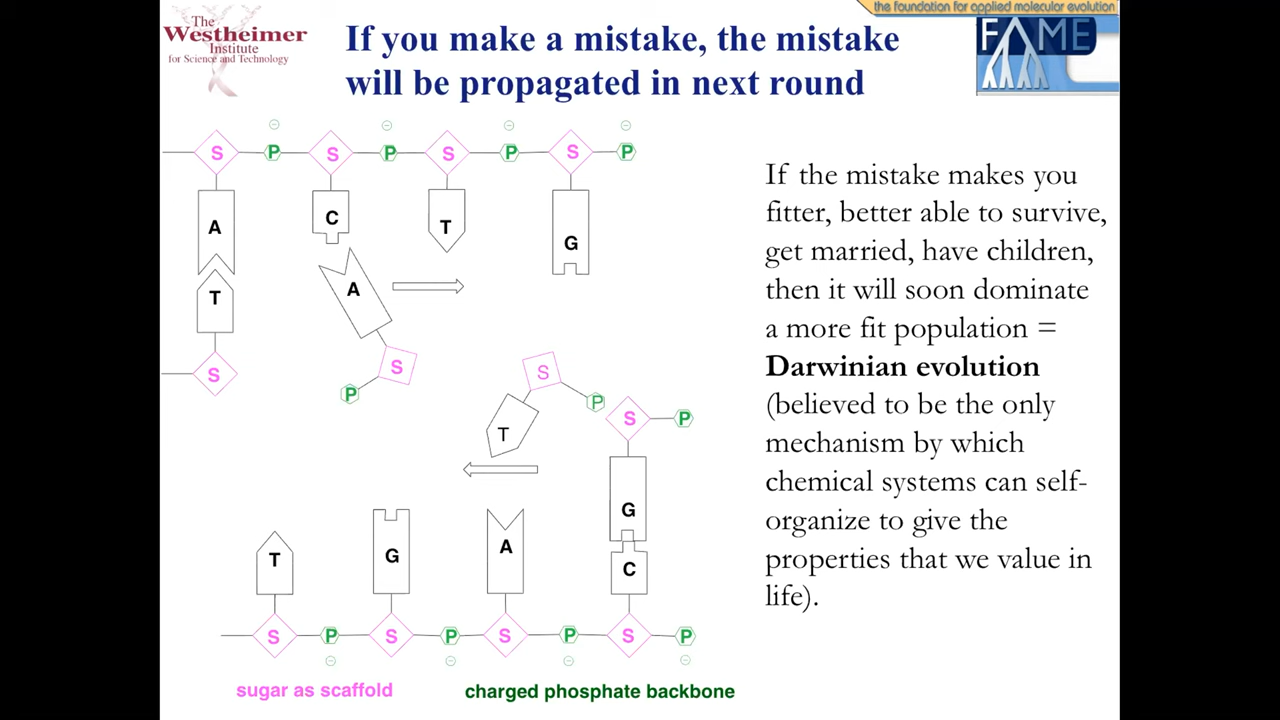 The
Westheimer
Institute
for Science and Technology
the foundation for applied molecular evolution
FAME
If you make a mistake, the mistake
will be propagated in next round
S P S P S P S P
A C T G
A
T
S
S
P
If the mistake makes you
fitter, better able to survive,
get married, have children,
then it will soon dominate
a more fit population =
Darwinian evolution
(believed to be the only
mechanism by which
chemical systems can self-
organize to give the
properties that we value in
life).
S
P
T
S P
G
T G A C
S P S P S P S P
sugar as scaffold
charged phosphate backbone